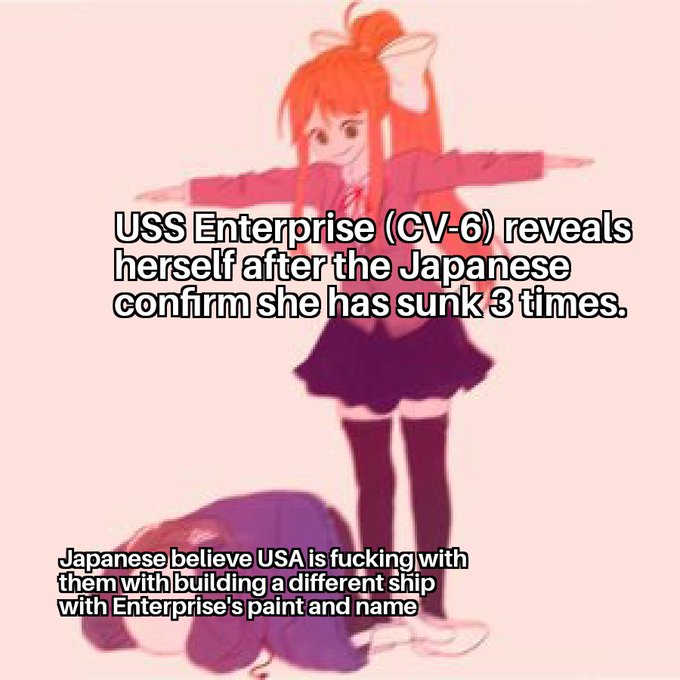 USS Enterprise (CV-6) reveals
herself after the Japanese
confirm she has sunk 3 times.
Japanese believe USA is fucking with
them with building a different ship
with Enterprise's paint and name